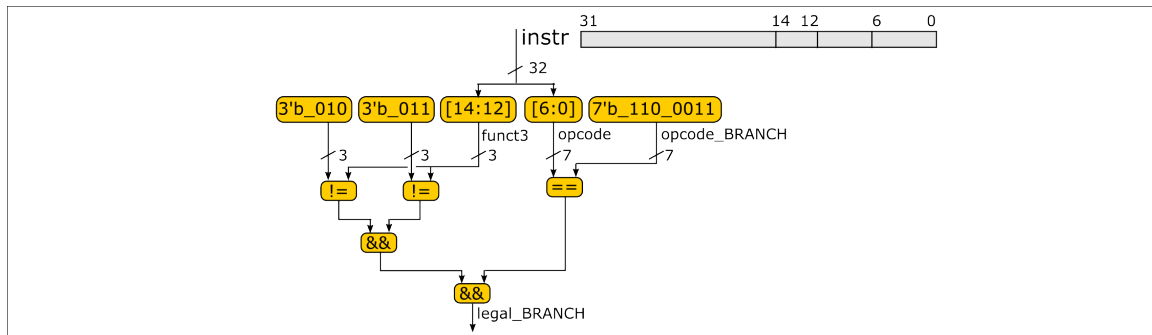 31 14 12 6 0
instr
32
3'b_010 3'b_011 [14:12] [6:0] 7'b_110_0011
funct3 opcode opcode_BRANCH
3 3 3 7 7
!= != ==
&&
&&
legal_BRANCH